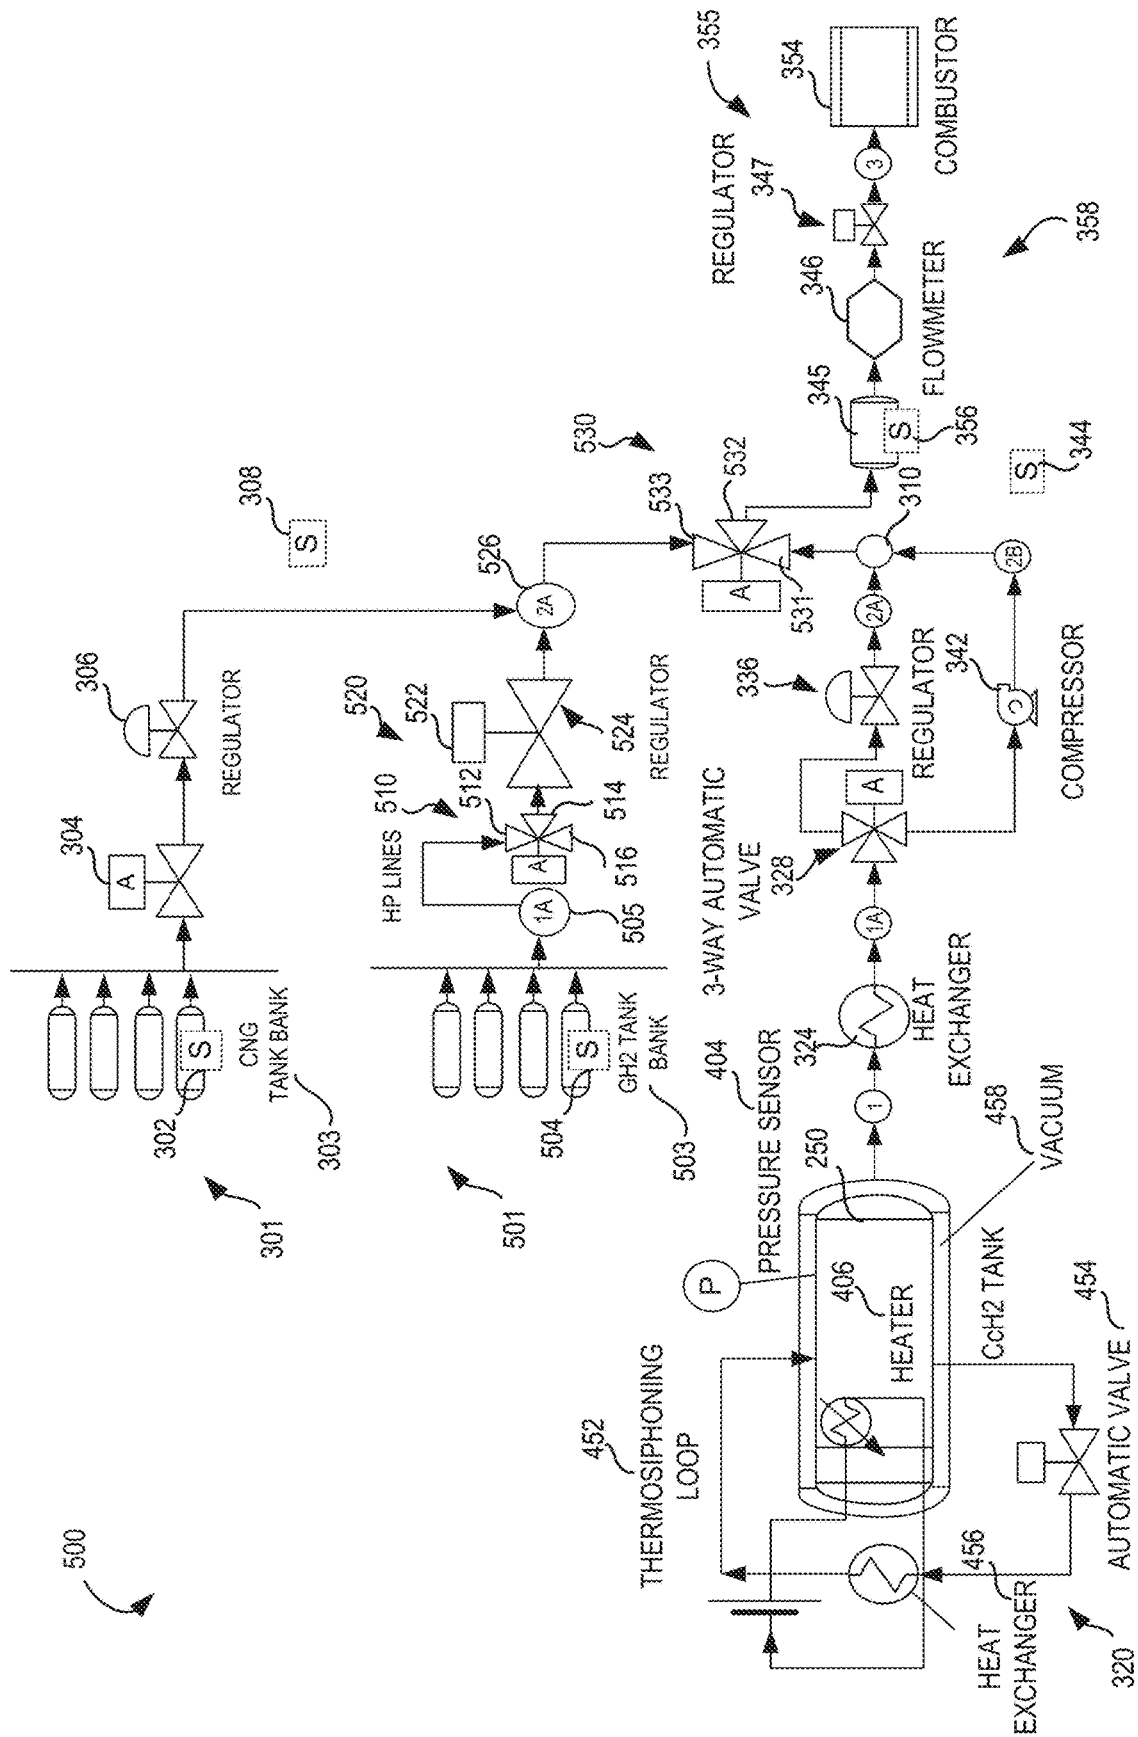 500
301
303
CNG
TANK BANK
302
S
304
A
306
REGULATOR
308
S
501
503
GH2 TANK
BANK
504
S
505
1A
HP LINES
510
512
A
514
516
520
522
524
REGULATOR
526
2A
530
533
532
531
A
THERMOSIPHONING
LOOP
452
PRESSURE SENSOR
404
P
250
406
HEATER
CcH2 TANK
VACUUM
458
AUTOMATIC VALVE
454
HEAT
EXCHANGER
456
320
1
324
HEAT
EXCHANGER
1A
3-WAY AUTOMATIC
VALVE
328
A
336
REGULATOR
2A
342
COMPRESSOR
2B
310
344
S
345
S
356
346
FLOWMETER
REGULATOR
347
3
354
COMBUSTOR
355
358